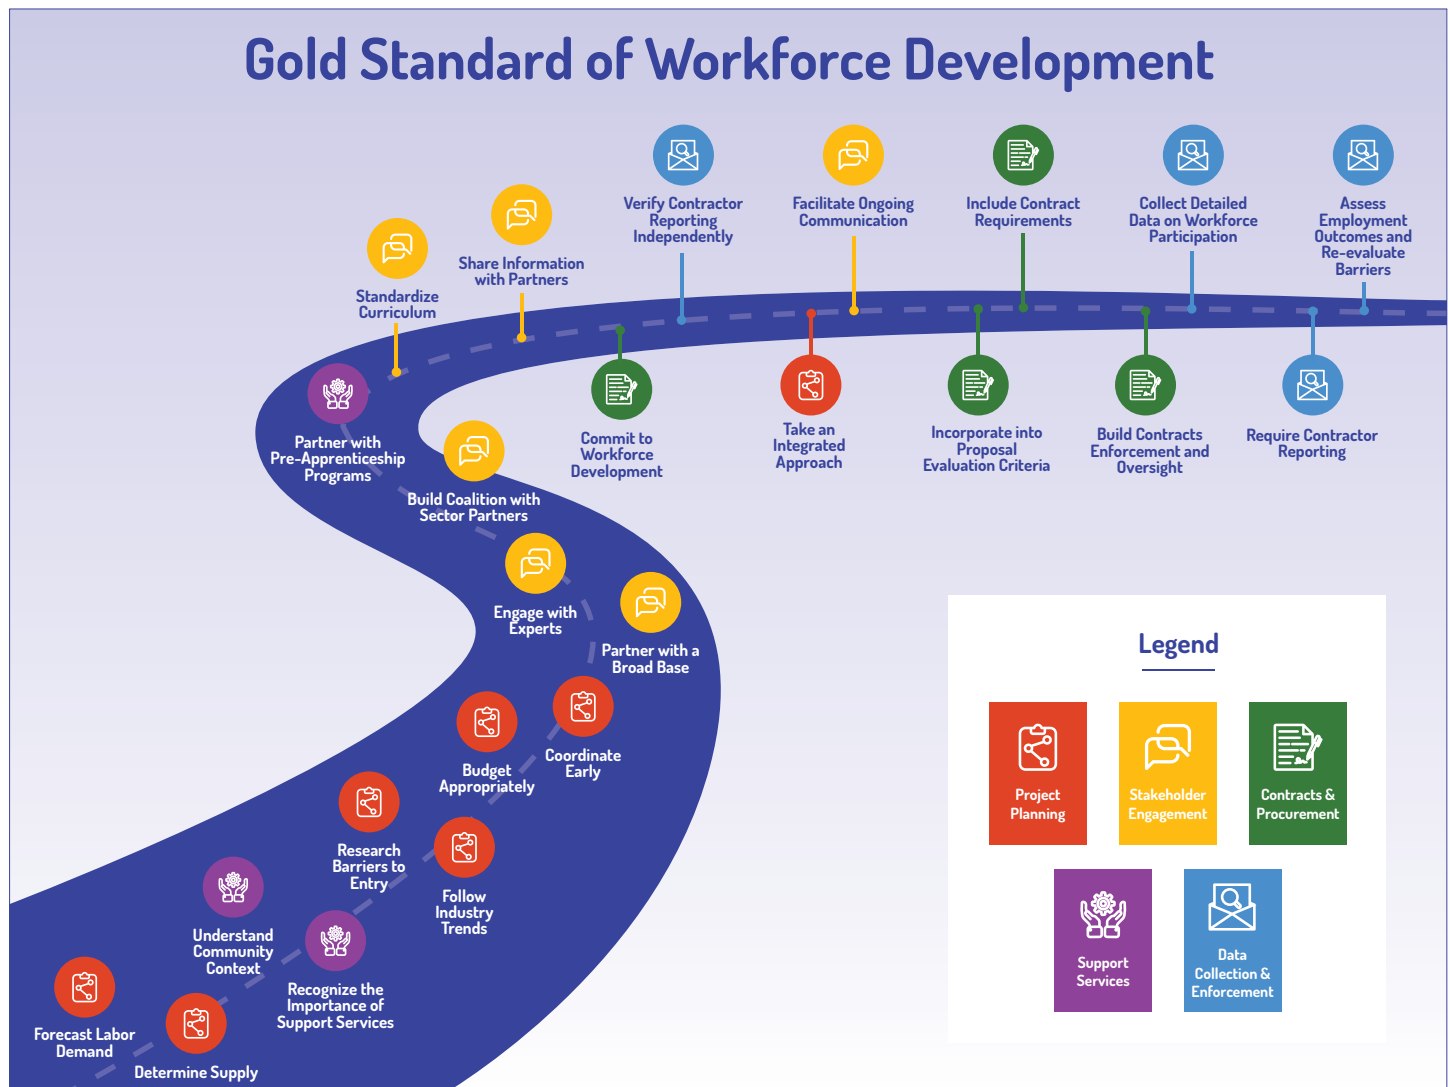 Gold Standard of Workforce Development
Verify Contractor
Reporting
Independently
Facilitate Ongoing
Communication
Include Contract
Requirements
Collect Detailed
Data on Workforce
Participation
Assess
Employment
Outcomes and
Re-evaluate
Barriers
Share Information
with Partners
Standardize
Curriculum
Partner with
Pre-Apprenticeship
Programs
Commit to
Workforce
Development
Take an
Integrated
Approach
Incorporate into
Proposal
Evaluation Criteria
Build Contracts
Enforcement and
Oversight
Require Contractor
Reporting
Build Coalition with
Sector Partners
Engage with
Experts
Partner with a
Broad Base
Budget
Appropriately
Coordinate
Early
Research
Barriers to
Entry
Follow
Industry
Trends
Understand
Community
Context
Recognize the
Importance of
Support Services
Forecast Labor
Demand
Determine Supply
Legend
Project
Planning
Stakeholder
Engagement
Contracts &
Procurement
Support
Services
Data
Collection &
Enforcement